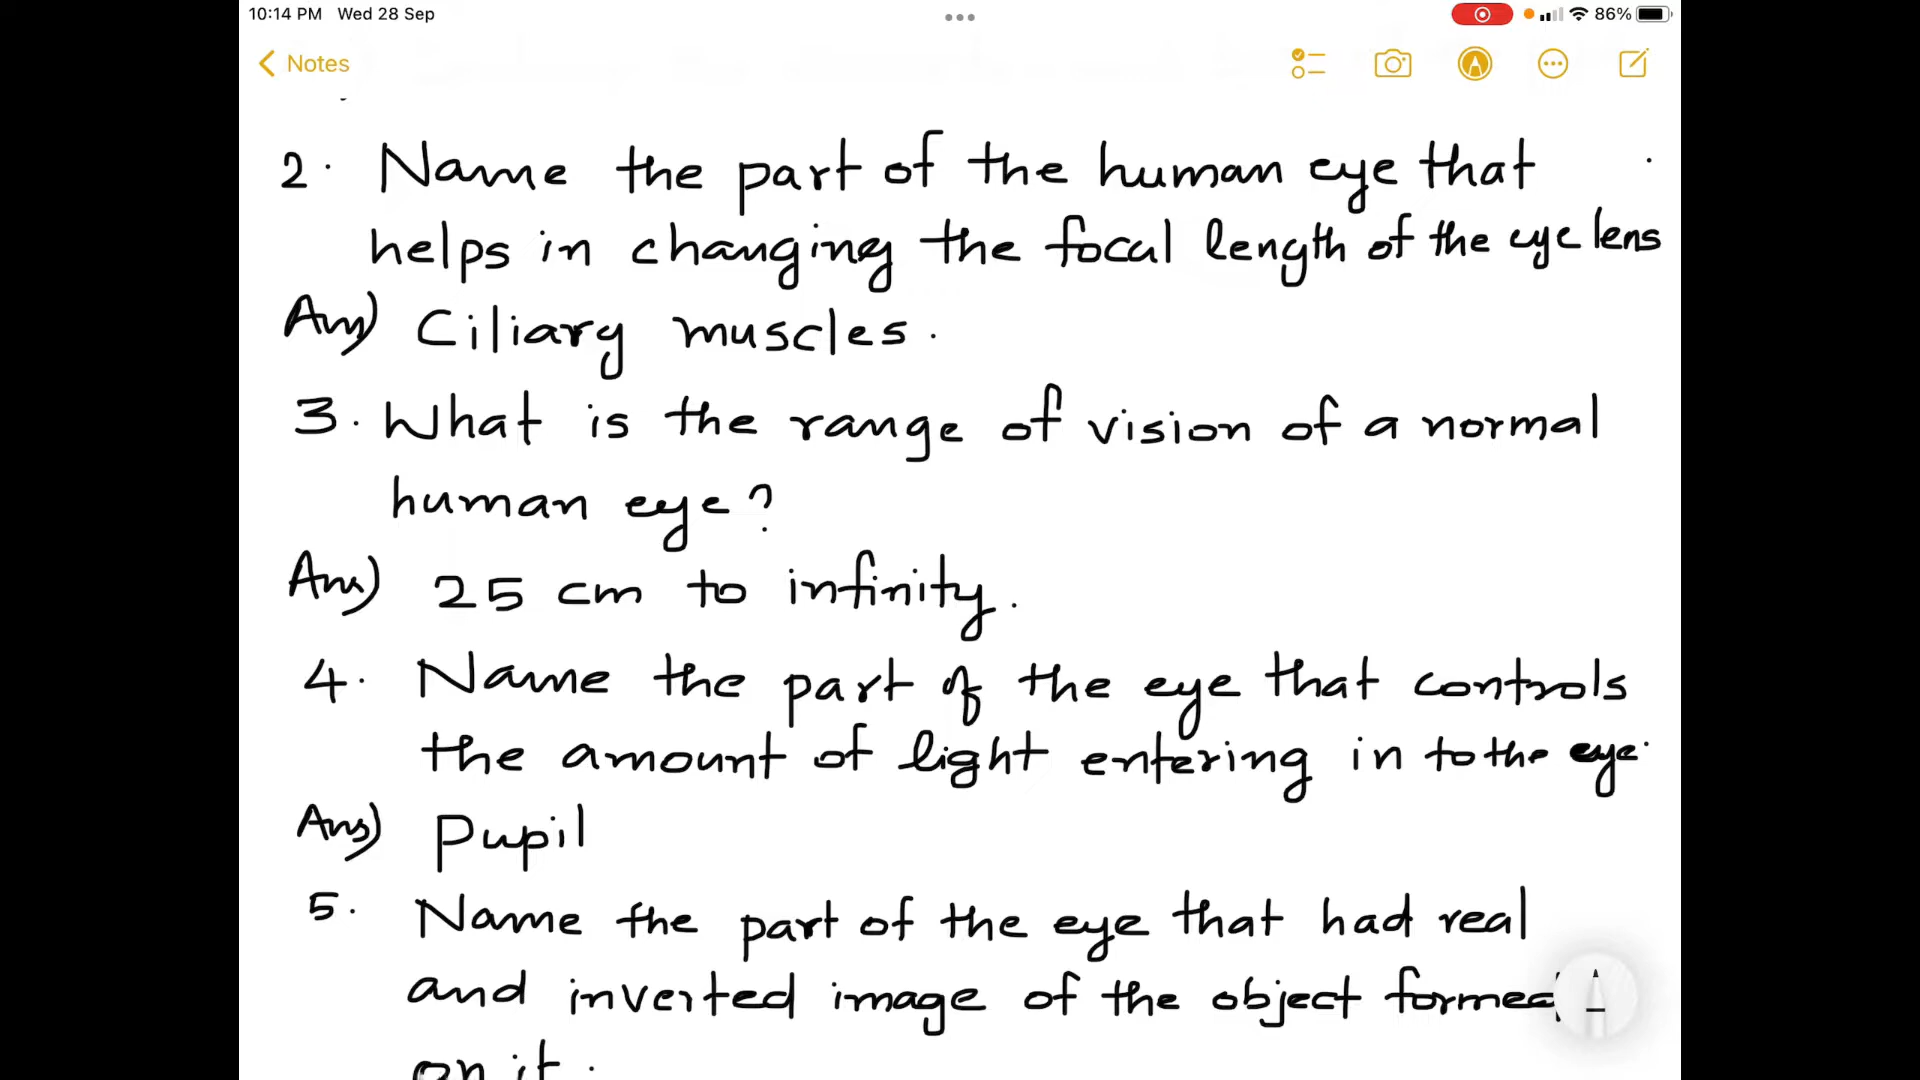 10:14 PM Wed 28 Sep
86%
Notes
2. Name the part of the human eye that
helps in changing the focal length of the eye lens
Ans) Ciliary muscles.
3. What is the range of vision of a normal
human eye?
Ans) 25 cm to infinity.
4. Name the part of the eye that controls
the amount of light entering in to the eye.
Ans) Pupil
5. Name the part of the eye that had real
and inverted image of the object formed
on it.